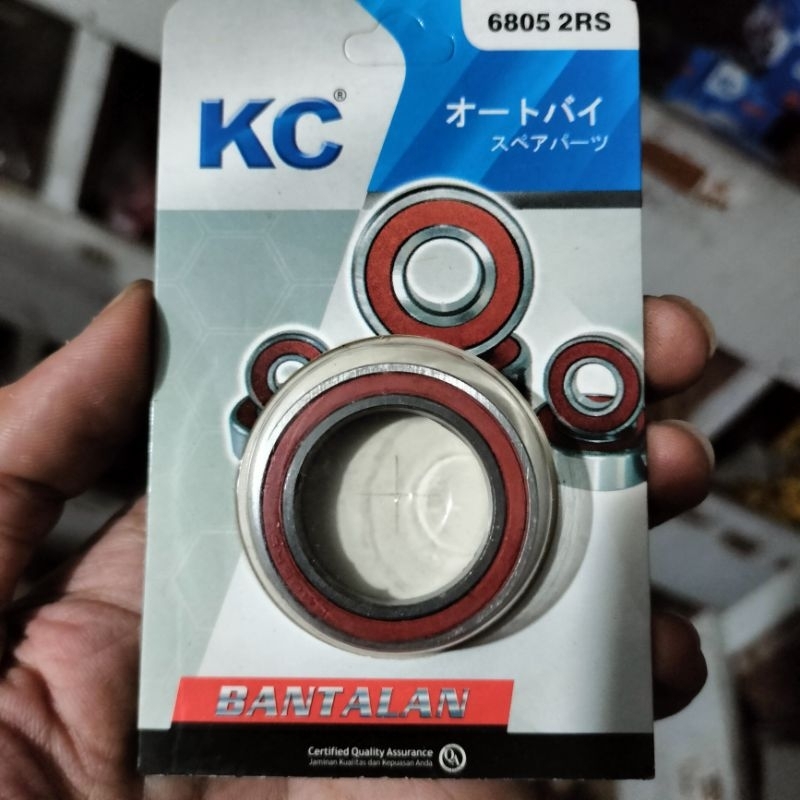 6805 2RS
KC®
オートバイ
スペアパーツ
BANTALAN
Certified Quality Assurance
Jaminan Kualitas dan Kepuasan Anda
QA